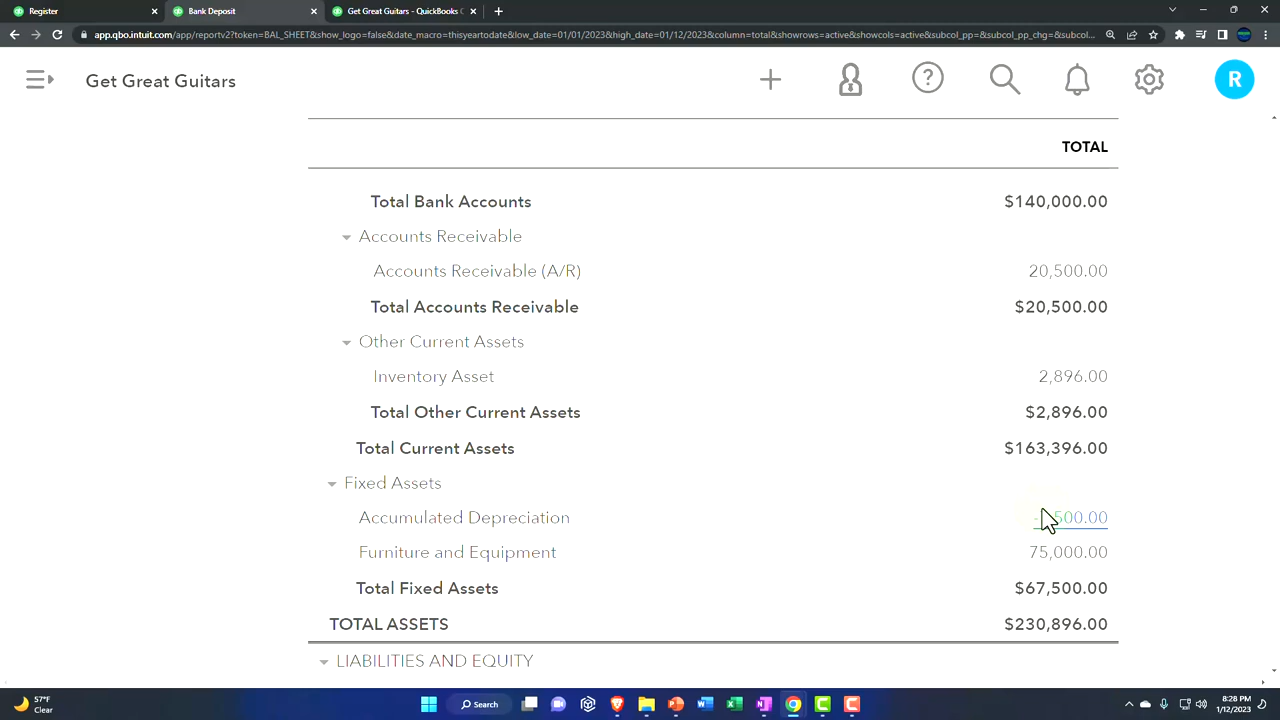 Register
Bank Deposit
Get Great Guitars - QuickBooks C
app.qbo.intuit.com/app/reportv2?token=BAL_SHEET&show_logo=false&date_macro=thisyeartodate&low_date=01/01/2023&high_date=01/12/2023&column=total&showrows=active&showcols=active&subcol_pp=&subcol_pp_chg=&subcol...
Get Great Guitars
R
TOTAL
Total Bank Accounts $140,000.00
Accounts Receivable
Accounts Receivable (A/R) 20,500.00
Total Accounts Receivable $20,500.00
Other Current Assets
Inventory Asset 2,896.00
Total Other Current Assets $2,896.00
Total Current Assets $163,396.00
Fixed Assets
Accumulated Depreciation
Furniture and Equipment 75,000.00
Total Fixed Assets $67,500.00
TOTAL ASSETS $230,896.00
LIABILITIES AND EQUITY
57°F
Clear
Search
8:28 PM
1/12/2023